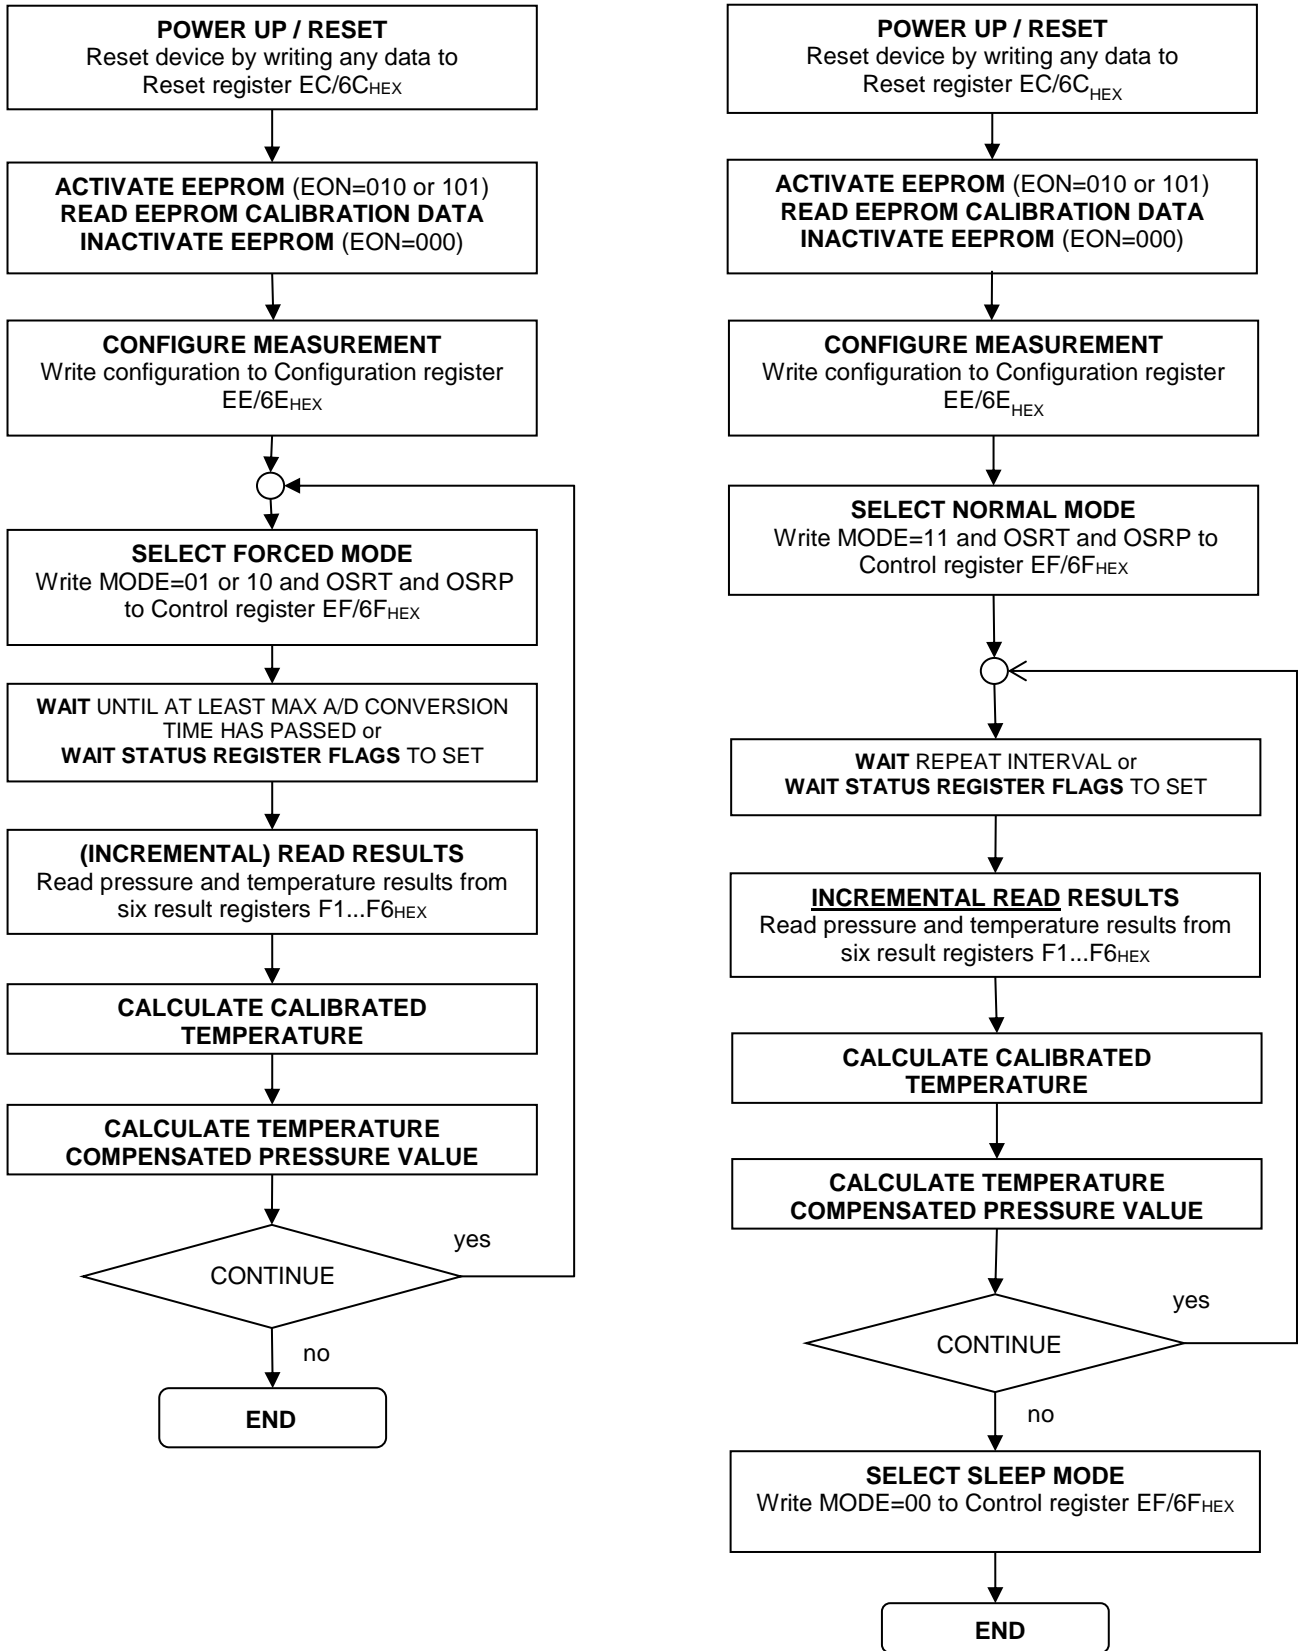 POWER UP / RESET
Reset device by writing any data to
Reset register EC/6CHEX
ACTIVATE EEPROM (EON=010 or 101)
READ EEPROM CALIBRATION DATA
INACTIVATE EEPROM (EON=000)
CONFIGURE MEASUREMENT
Write configuration to Configuration register
EE/6EHEX
SELECT FORCED MODE
Write MODE=01 or 10 and OSRT and OSRP
to Control register EF/6FHEX
WAIT UNTIL AT LEAST MAX A/D CONVERSION
TIME HAS PASSED or
WAIT STATUS REGISTER FLAGS TO SET
(INCREMENTAL) READ RESULTS
Read pressure and temperature results from
six result registers F1...F6HEX
CALCULATE CALIBRATED
TEMPERATURE
CALCULATE TEMPERATURE
COMPENSATED PRESSURE VALUE
yes
CONTINUE
no
END
POWER UP / RESET
Reset device by writing any data to
Reset register EC/6CHEX
ACTIVATE EEPROM (EON=010 or 101)
READ EEPROM CALIBRATION DATA
INACTIVATE EEPROM (EON=000)
CONFIGURE MEASUREMENT
Write configuration to Configuration register
EE/6EHEX
SELECT NORMAL MODE
Write MODE=11 and OSRT and OSRP to
Control register EF/6FHEX
WAIT REPEAT INTERVAL or
WAIT STATUS REGISTER FLAGS TO SET
INCREMENTAL READ RESULTS
Read pressure and temperature results from
six result registers F1...F6HEX
CALCULATE CALIBRATED
TEMPERATURE
CALCULATE TEMPERATURE
COMPENSATED PRESSURE VALUE
yes
CONTINUE
no
SELECT SLEEP MODE
Write MODE=00 to Control register EF/6FHEX
END